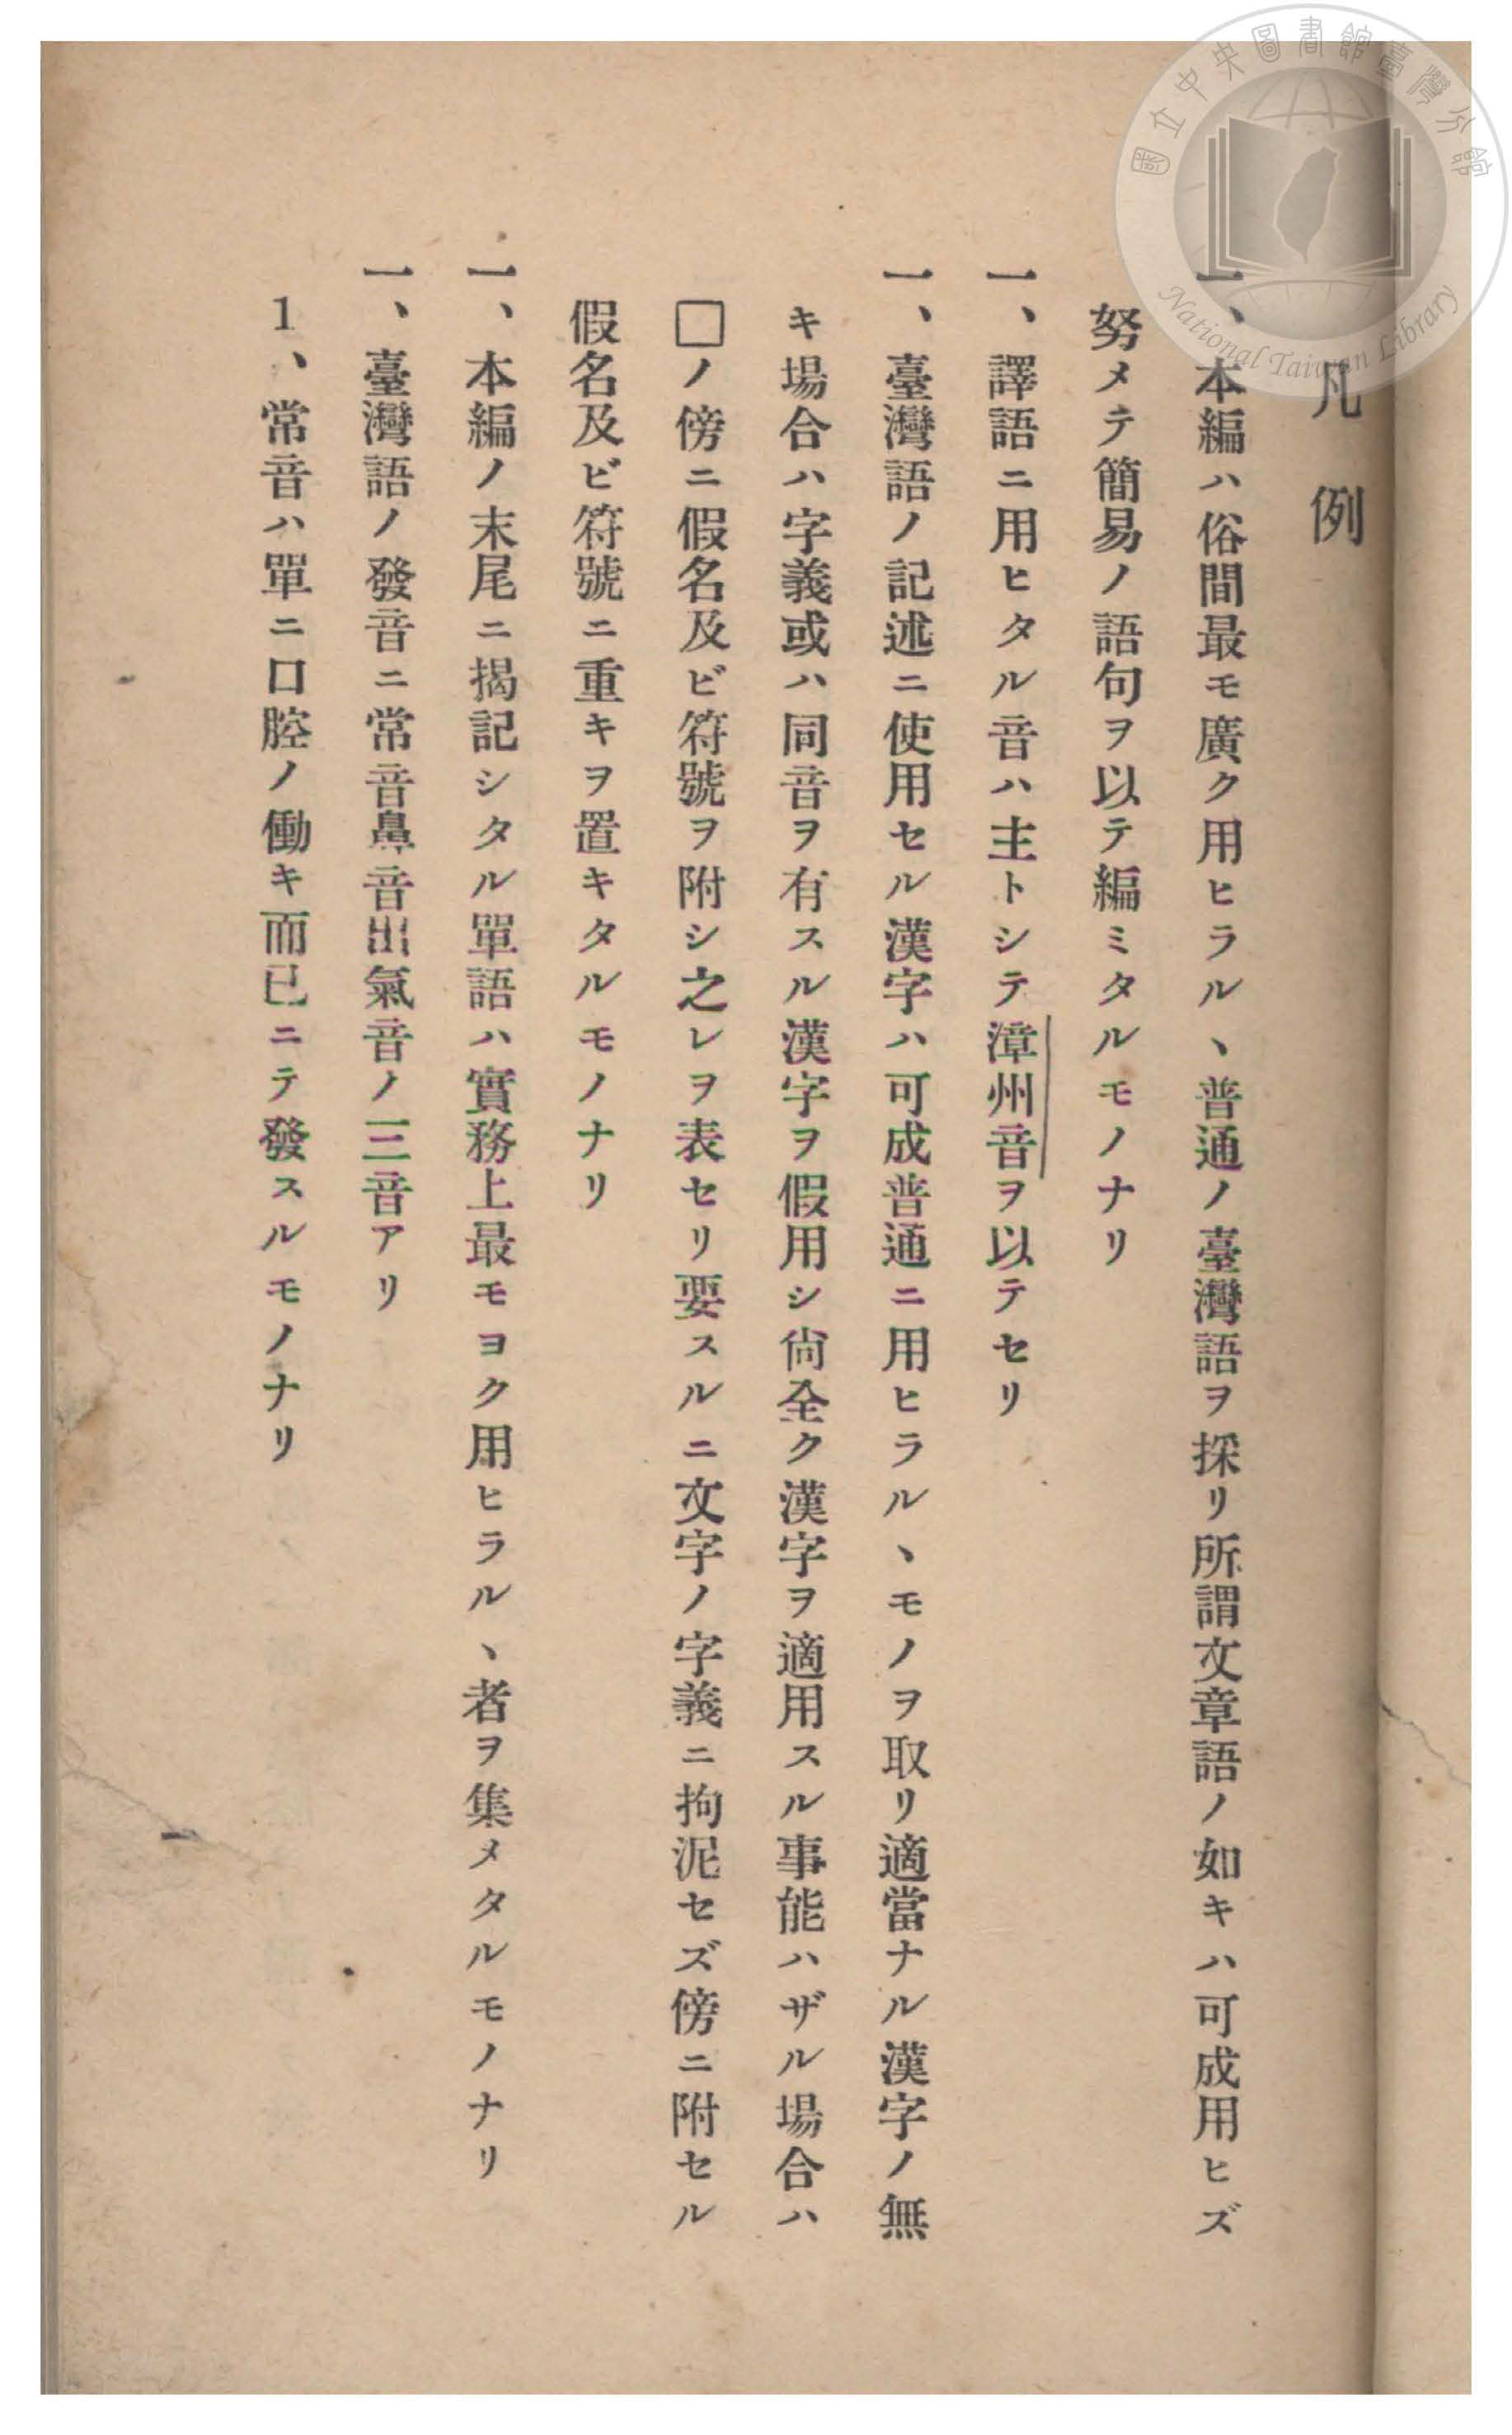 國立中央圖書館臺灣分館
National Taiwan Library
凡例
一、本編ハ俗間最モ廣ク用ヒラルヽ普通ノ臺灣語ヲ採リ所謂文章語ノ如キハ可成用ヒズ
努メテ簡易ノ語句ヲ以テ編ミタルモノナリ
一、譯語ニ用ヒタル音ハ主トシテ漳州音ヲ以テセリ
一、臺灣語ノ記述ニ使用セル漢字ハ可成普通ニ用ヒラルヽモノヲ取リ適當ナル漢字ノ無
キ場合ハ字義或ハ同音ヲ有スル漢字ヲ假用シ尙全ク漢字ヲ適用スル事能ハザル場合ハ
□ノ傍ニ假名及ビ符號ヲ附シ之レヲ表セリ要スルニ文字ノ字義ニ拘泥セズ傍ニ附セル
假名及ビ符號ニ重キヲ置キタルモノナリ
一、本編ノ末尾ニ揭記シタル單語ハ實務上最モヨク用ヒラルヽ者ヲ集メタルモノナリ
一、臺灣語ノ發音ニ常音鼻音出氣音ノ三音アリ
1、常音ハ單ニ口腔ノ働キ而已ニテ發スルモノナリ